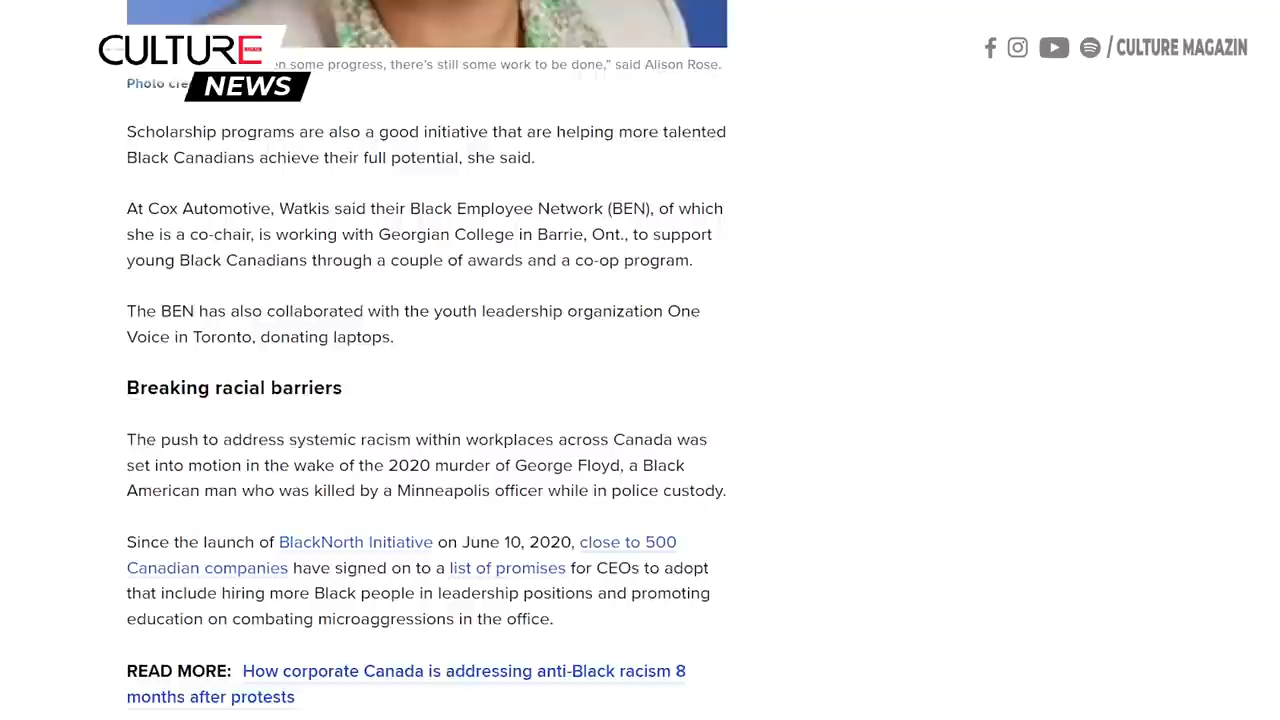 CULTURE
NEWS
/ CULTURE MAGAZIN
some progress, there's still some work to be done," said Alison Rose.
Photo
Scholarship programs are also a good initiative that are helping more talented
Black Canadians achieve their full potential, she said.
At Cox Automotive, Watkis said their Black Employee Network (BEN), of which
she is a co-chair, is working with Georgian College in Barrie, Ont., to support
young Black Canadians through a couple of awards and a co-op program.
The BEN has also collaborated with the youth leadership organization One
Voice in Toronto, donating laptops.
Breaking racial barriers
The push to address systemic racism within workplaces across Canada was
set into motion in the wake of the 2020 murder of George Floyd, a Black
American man who was killed by a Minneapolis officer while in police custody.
Since the launch of BlackNorth Initiative on June 10, 2020, close to 500
Canadian companies have signed on to a list of promises for CEOs to adopt
that include hiring more Black people in leadership positions and promoting
education on combating microaggressions in the office.
READ MORE: How corporate Canada is addressing anti-Black racism 8
months after protests